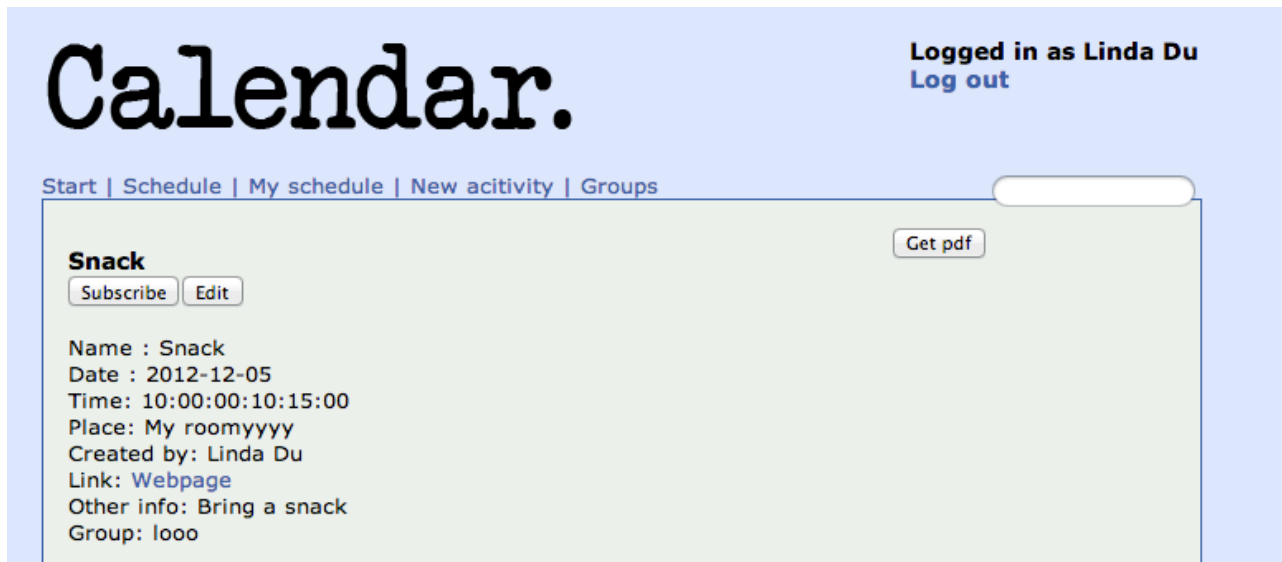 Calendar.
Logged in as Linda Du
Log out
Start | Schedule | My schedule | New acitivity | Groups
Get pdf
Snack
Subscribe Edit
Name : Snack
Date : 2012-12-05
Time: 10:00:00:10:15:00
Place: My roomyyyy
Created by: Linda Du
Link: Webpage
Other info: Bring a snack
Group: looo